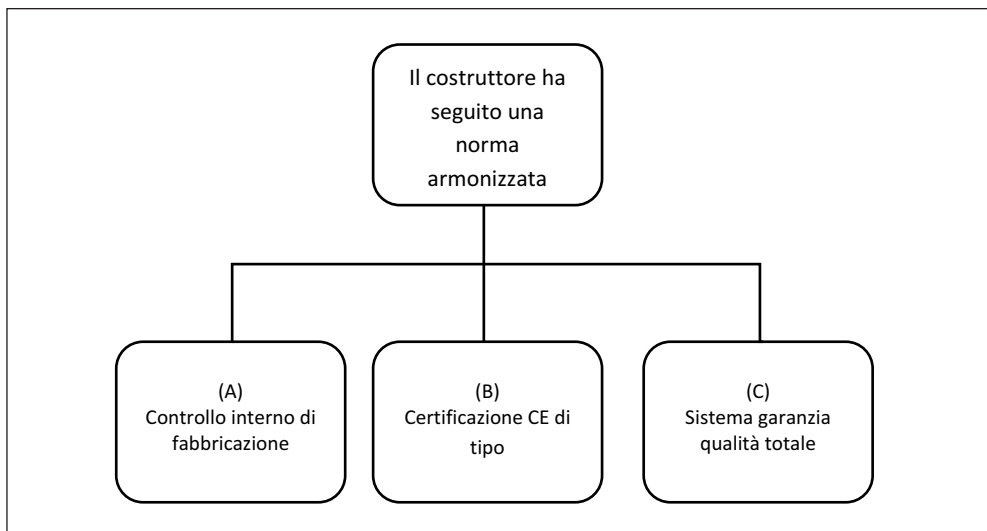 Il costruttore ha
seguito una
norma
armonizzata
(A)
Controllo interno di
fabbricazione
(B)
Certificazione CE di
tipo
(C)
Sistema garanzia
qualità totale